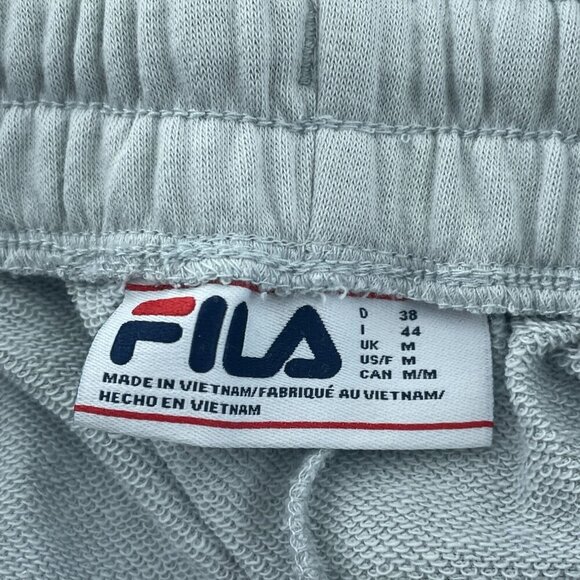 FILA
D 38
I 44
UK M
US/F M
CAN M/M
MADE IN VIETNAM/FABRIQUÉ AU VIETNAM/
HECHO EN VIETNAM